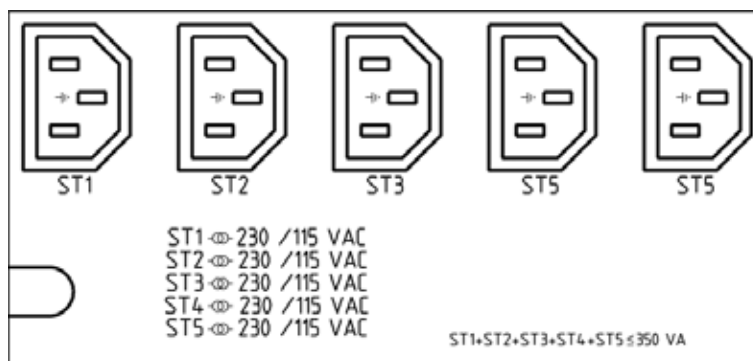 ST1 ST2 ST3 ST5 ST5
ST1 230 /115 VAC
ST2 230 /115 VAC
ST3 230 /115 VAC
ST4 230 /115 VAC
ST5 230 /115 VAC
ST1+ST2+ST3+ST4+ST5≤350 VA